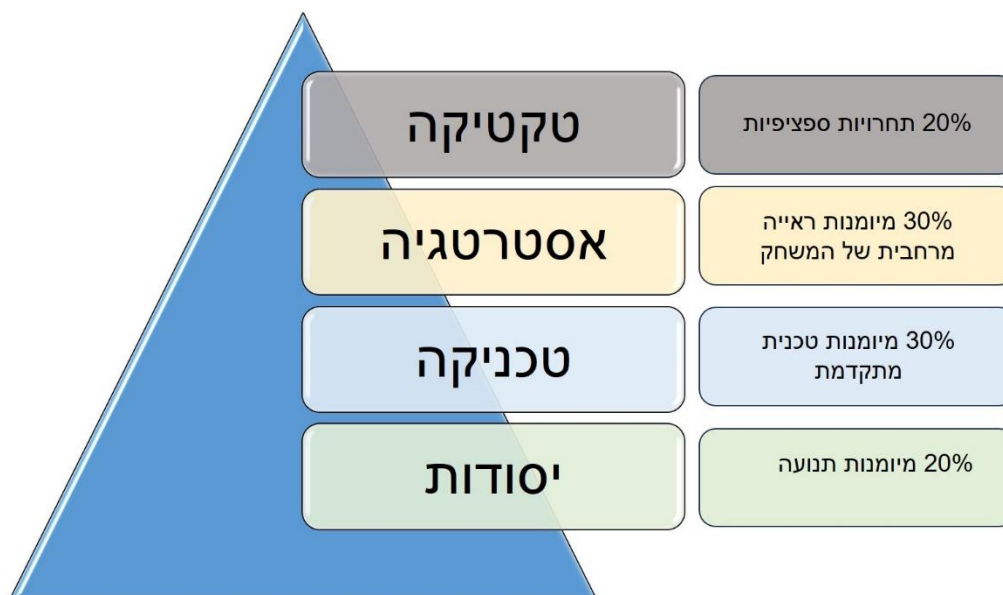 טקטיקה
20% תחרויות ספציפיות
אסטרטגיה
30% מיומנות ראייה
מרחבית של המשחק
טכניקה
30% מיומנות טכנית
מתקדמת
יסודות
20% מיומנות תנועה